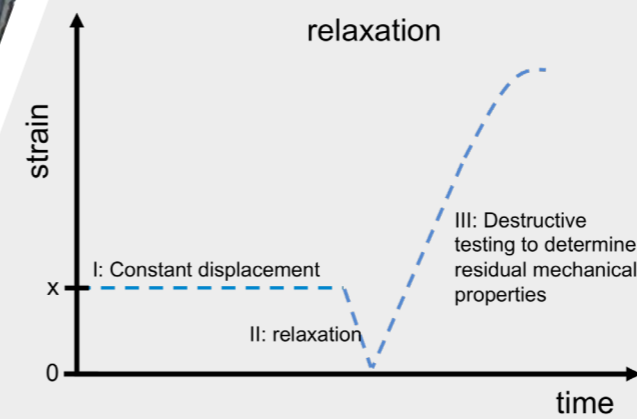 relaxation
strain
I: Constant displacement
x
II: relaxation
III: Destructive
testing to determine
residual mechanical
properties
0
time